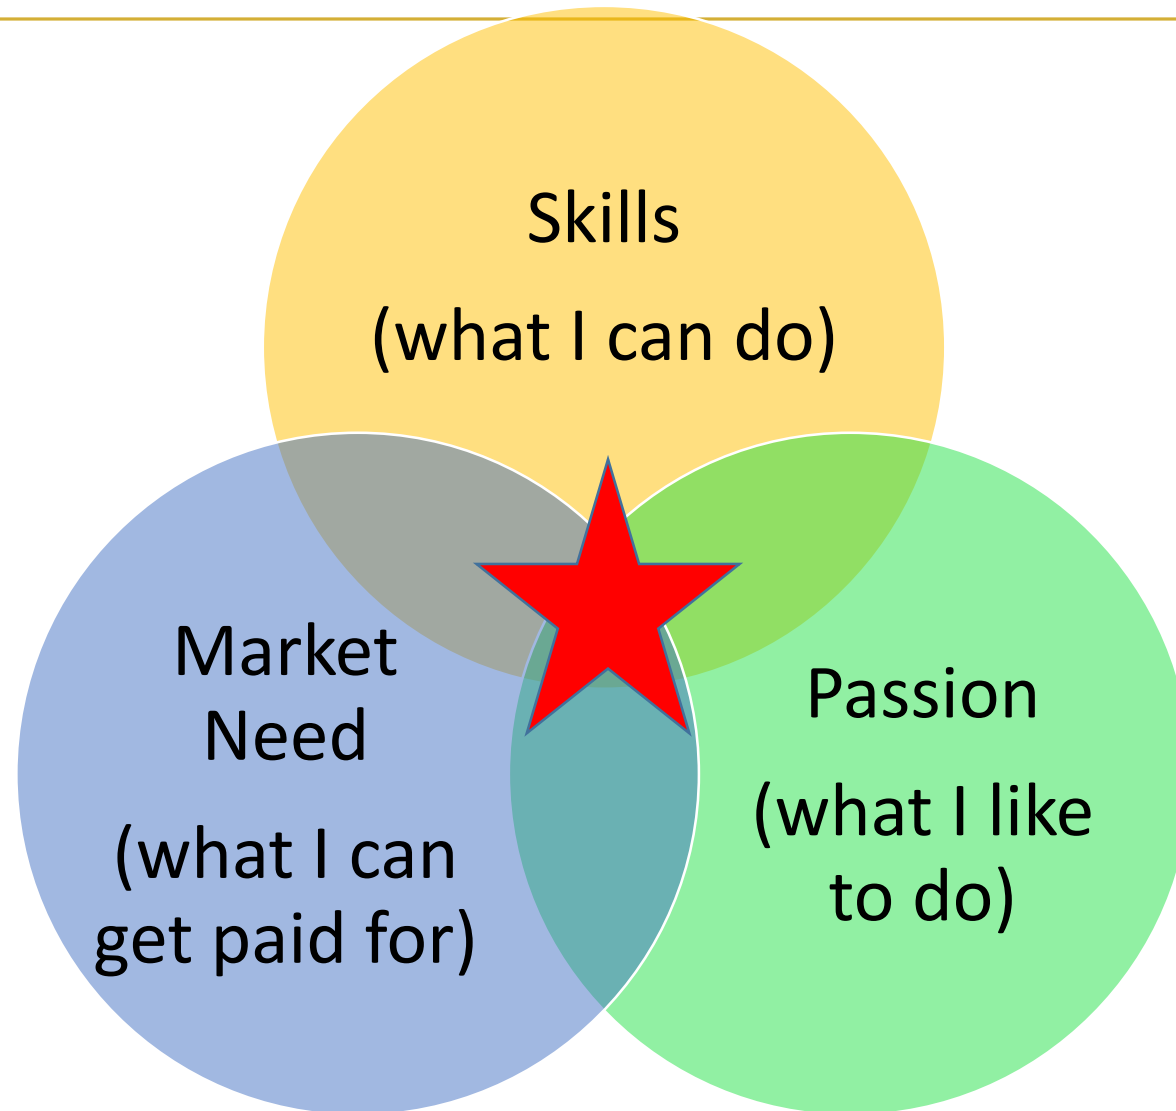 Skills
(what I can do)
Market
Need
(what I can
get paid for)
Passion
(what I like
to do)